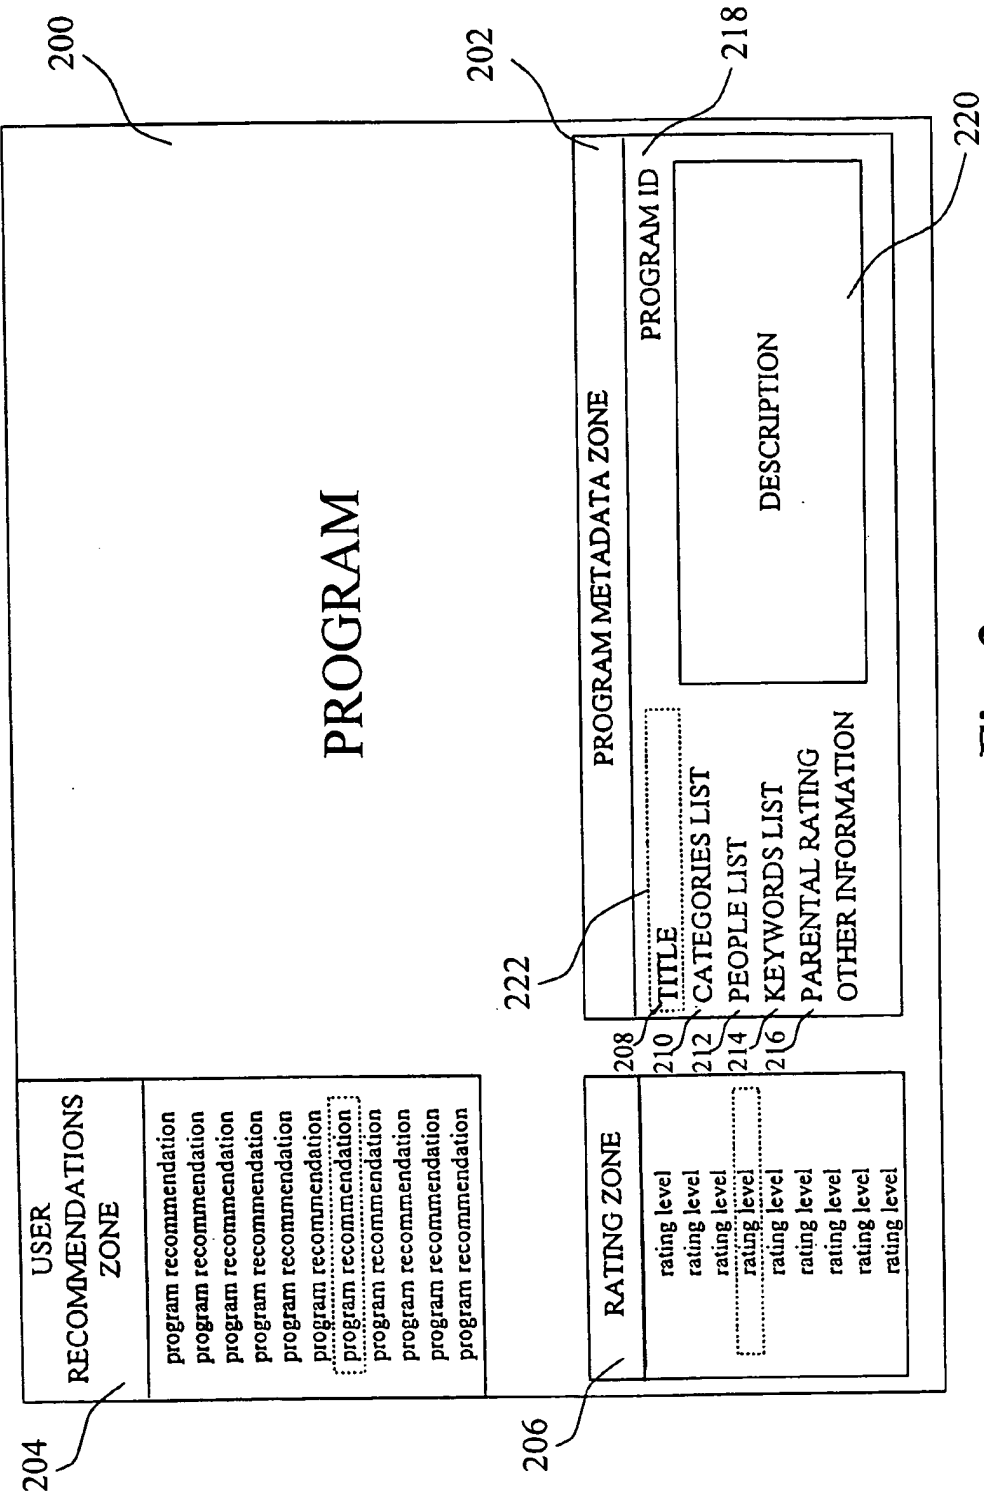 200
PROGRAM
204
USER
RECOMMENDATIONS
ZONE
program recommendation
program recommendation
program recommendation
program recommendation
program recommendation
program recommendation
program recommendation
program recommendation
program recommendation
program recommendation
program recommendation
206
RATING ZONE
rating level
rating level
rating level
rating level
rating level
rating level
rating level
rating level
rating level
202
PROGRAM METADATA ZONE
222
218
PROGRAM ID
208
TITLE
210
CATEGORIES LIST
212
PEOPLE LIST
214
KEYWORDS LIST
216
PARENTAL RATING
OTHER INFORMATION
DESCRIPTION
220